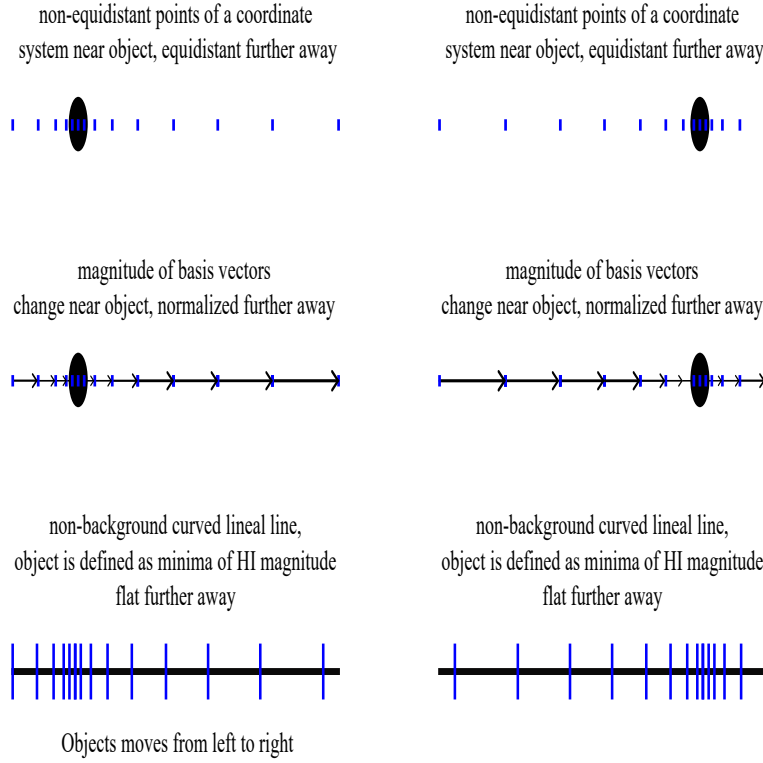 non-equidistant points of a coordinate
system near object, equidistant further away
non-equidistant points of a coordinate
system near object, equidistant further away
magnitude of basis vectors
change near object, normalized further away
magnitude of basis vectors
change near object, normalized further away
non-background curved lineal line,
object is defined as minima of HI magnitude
flat further away
non-background curved lineal line,
object is defined as minima of HI magnitude
flat further away
Objects moves from left to right